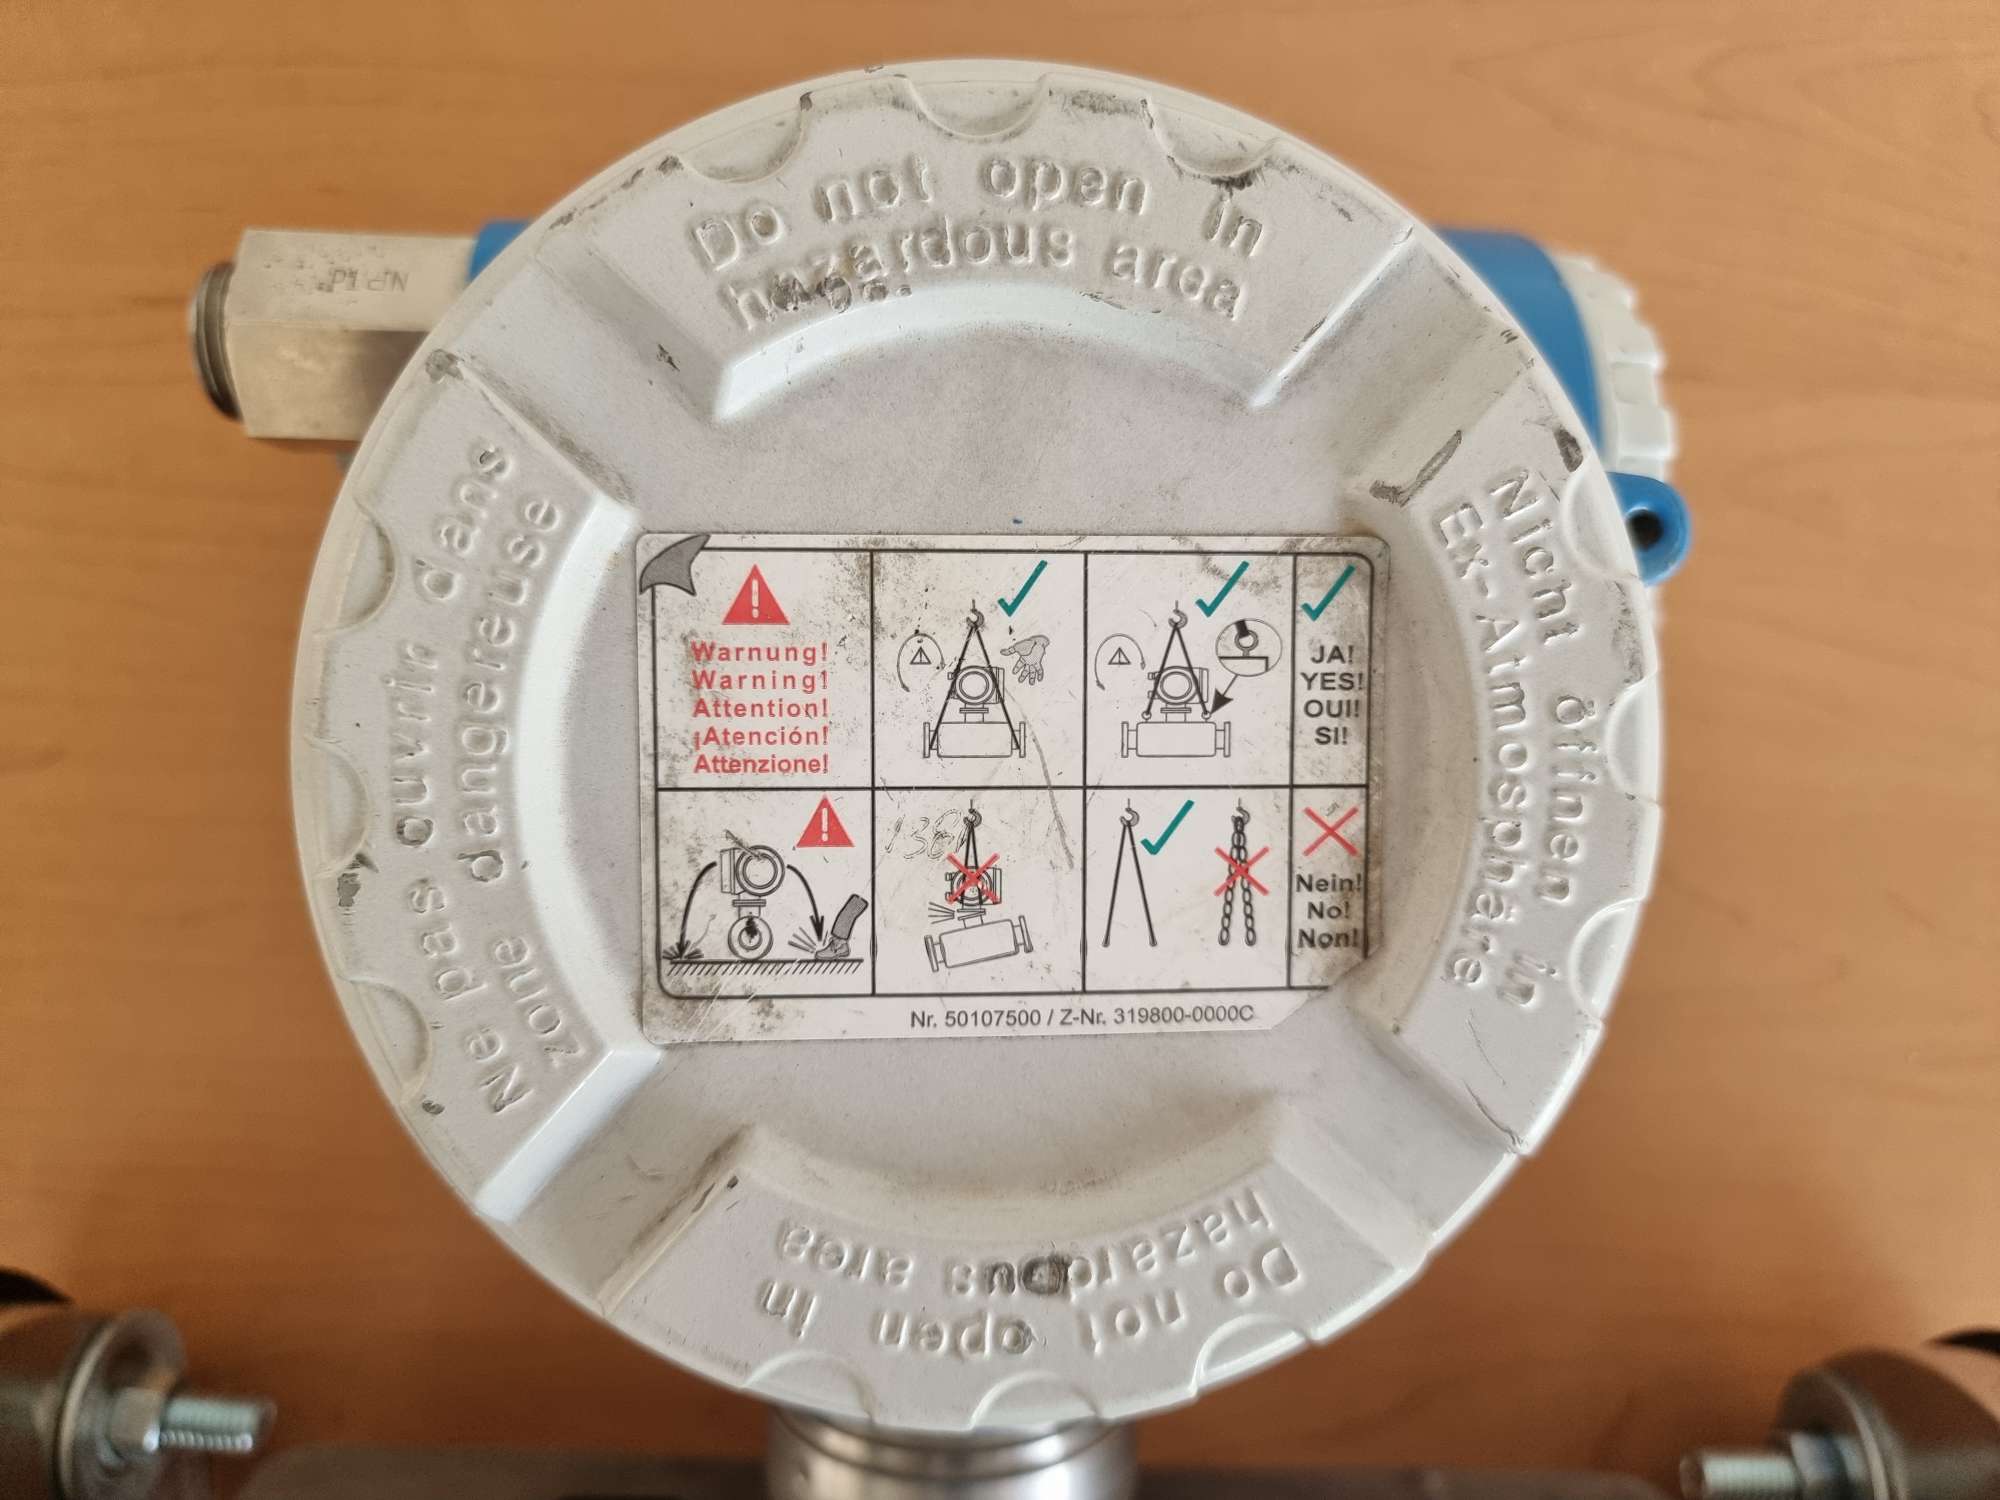 Do not open in
hazardous area
Nicht öffnen in
Ex-Atmosphäre
Ne pas ouvrir dans
zone dangereuse
Warnung!
Warning!
Attention!
¡Atención!
Attenzione!
JA!
YES!
OUI!
SI!
Nein!
No!
Non!
Nr. 50107500 / Z-Nr. 319800-0000C
Do not open in
hazardous area